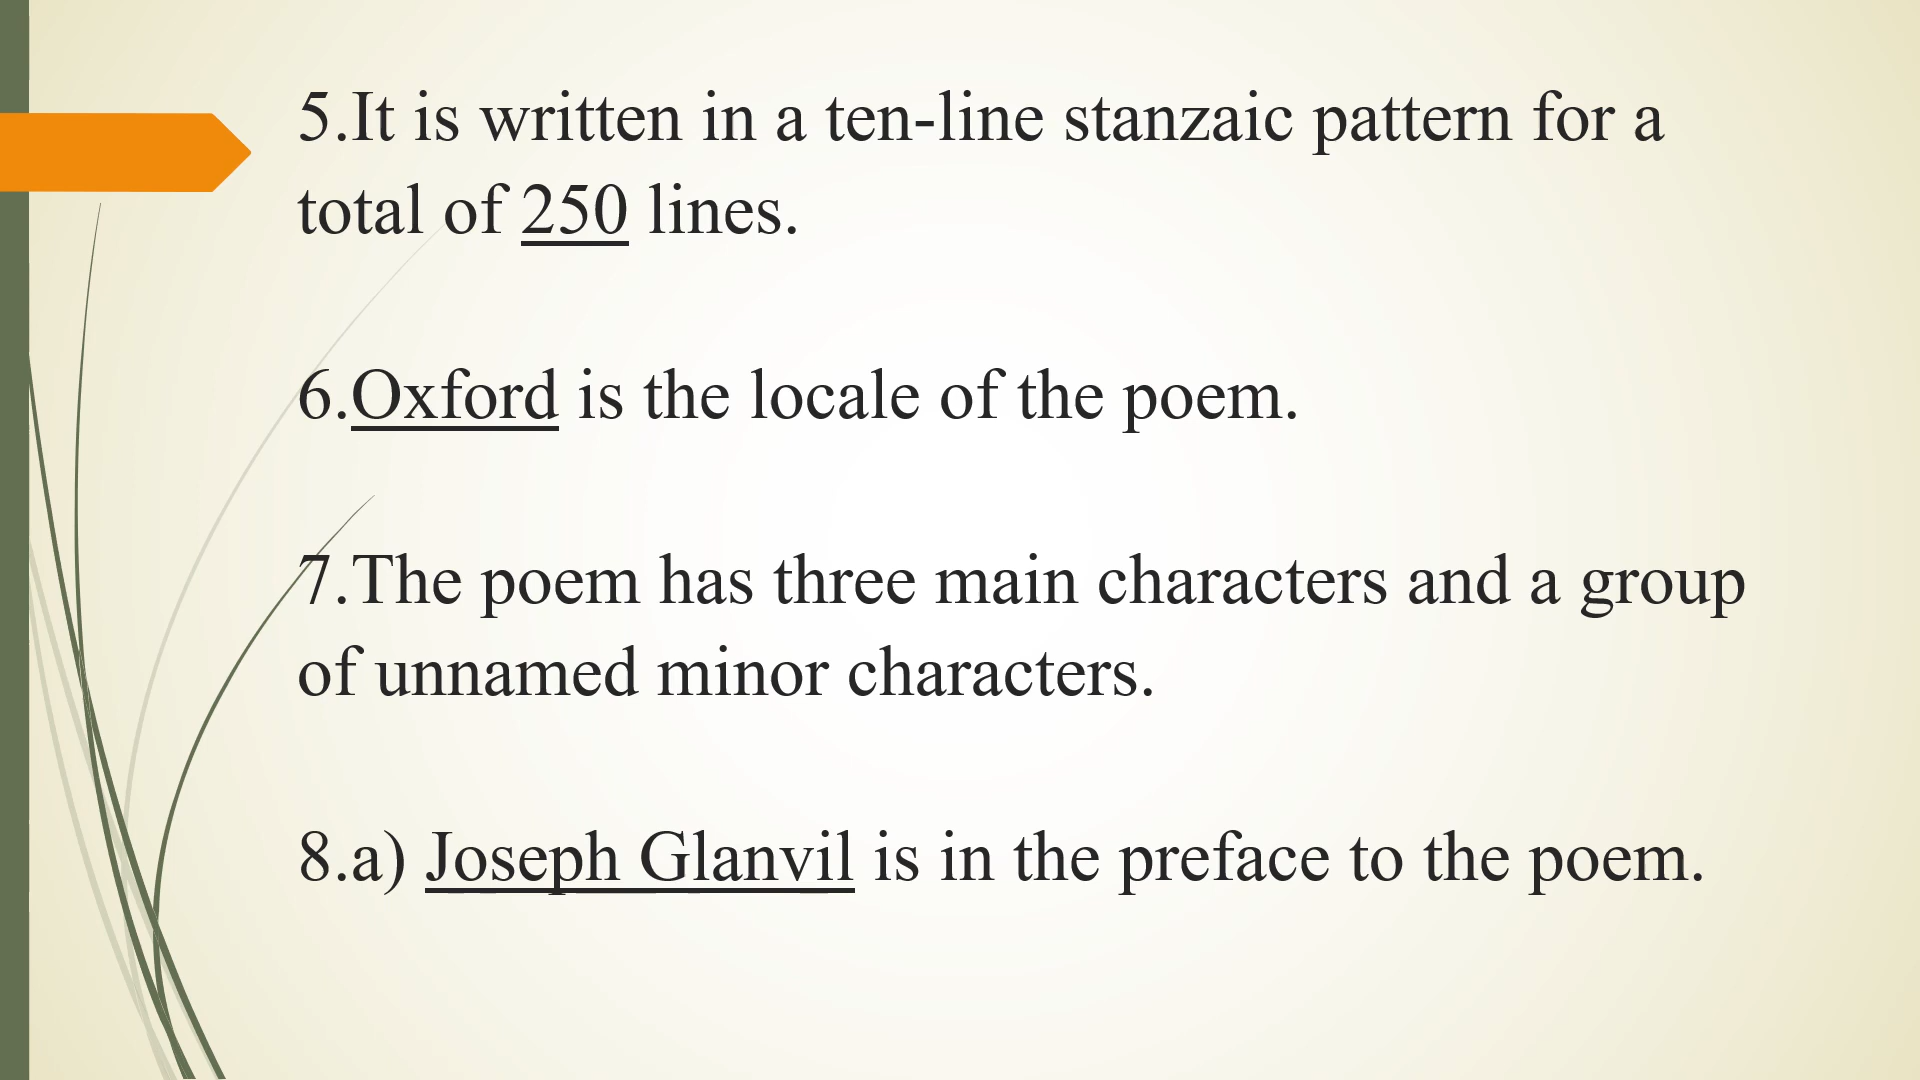 5.It is written in a ten-line stanzaic pattern for a
total of 250 lines.
6.Oxford is the locale of the poem.
7.The poem has three main characters and a group
of unnamed minor characters.
8.a) Joseph Glanvil is in the preface to the poem.